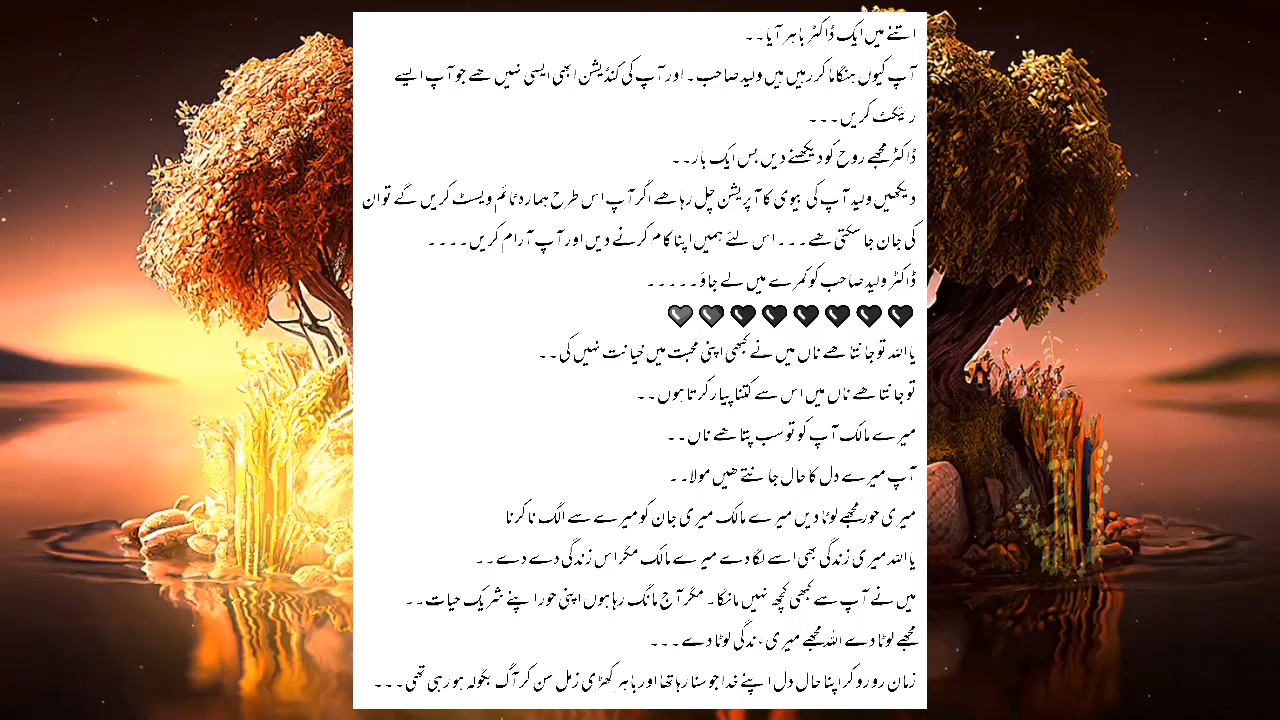 اتنے میں ایک ڈاکٹر باہر آیا۔۔
آپ کیوں ہنگاما کر رہیں ہیں ولید صاحب۔ اور آپ کی کنڈیشن ابھی ایسی نہیں ھے جو آپ ایسے
ریئکٹ کریں۔۔۔
ڈاکٹر مجھے روح کو دیکھنے دیں بس ایک بار۔۔
دیکھیں ولید آپ کی بیوی کا آپریشن چل رہا ھے اگر آپ اس طرح ہمارہ ٹائم ویسٹ کریں گے تو ان
کی جان جا سکتی ھے۔۔۔ اس لئے ہمیں اپنا کام کرنے دیں اور آپ آرام کریں۔۔۔۔
ڈاکٹر ولید صاحب کو کمرے میں لے جاؤ۔۔۔۔۔
🖤🖤🖤🖤🖤🖤🖤🖤
یا اللہ تو جانتا ھے ناں میں نے کبھی اپنی محبت میں خیانت نہیں کی۔۔
تو جانتا ھے ناں میں اس سے کتنا پیار کرتا ہوں۔۔
میرے مالک آپ کو تو سب پتا ھے ناں۔۔
آپ میرے دل کا حال جانتے ھیں مولا۔۔
میری حور مجھے لوٹا دیں میرے مالک میری جان کو میرے سے الگ نا کرنا
یا اللہ میری زندگی بھی اسے لگا دے میرے مالک مگر اس زندگی دے دے۔۔
میں نے آپ سے کبھی کچھ نہیں مانگا۔ مگر آج مانگ رہا ہوں اپنی حور اپنے شریک حیات۔۔
مجھے لوٹا دے اللہ مجھے میری زندگی لوٹا دے۔۔۔
زمان رو رو کر اپنا حال دل اپنے خدا جو سنا رہا تھا اور باہر کھڑی زمل سن کر آگ بگولہ ہو رہی تھی۔۔۔